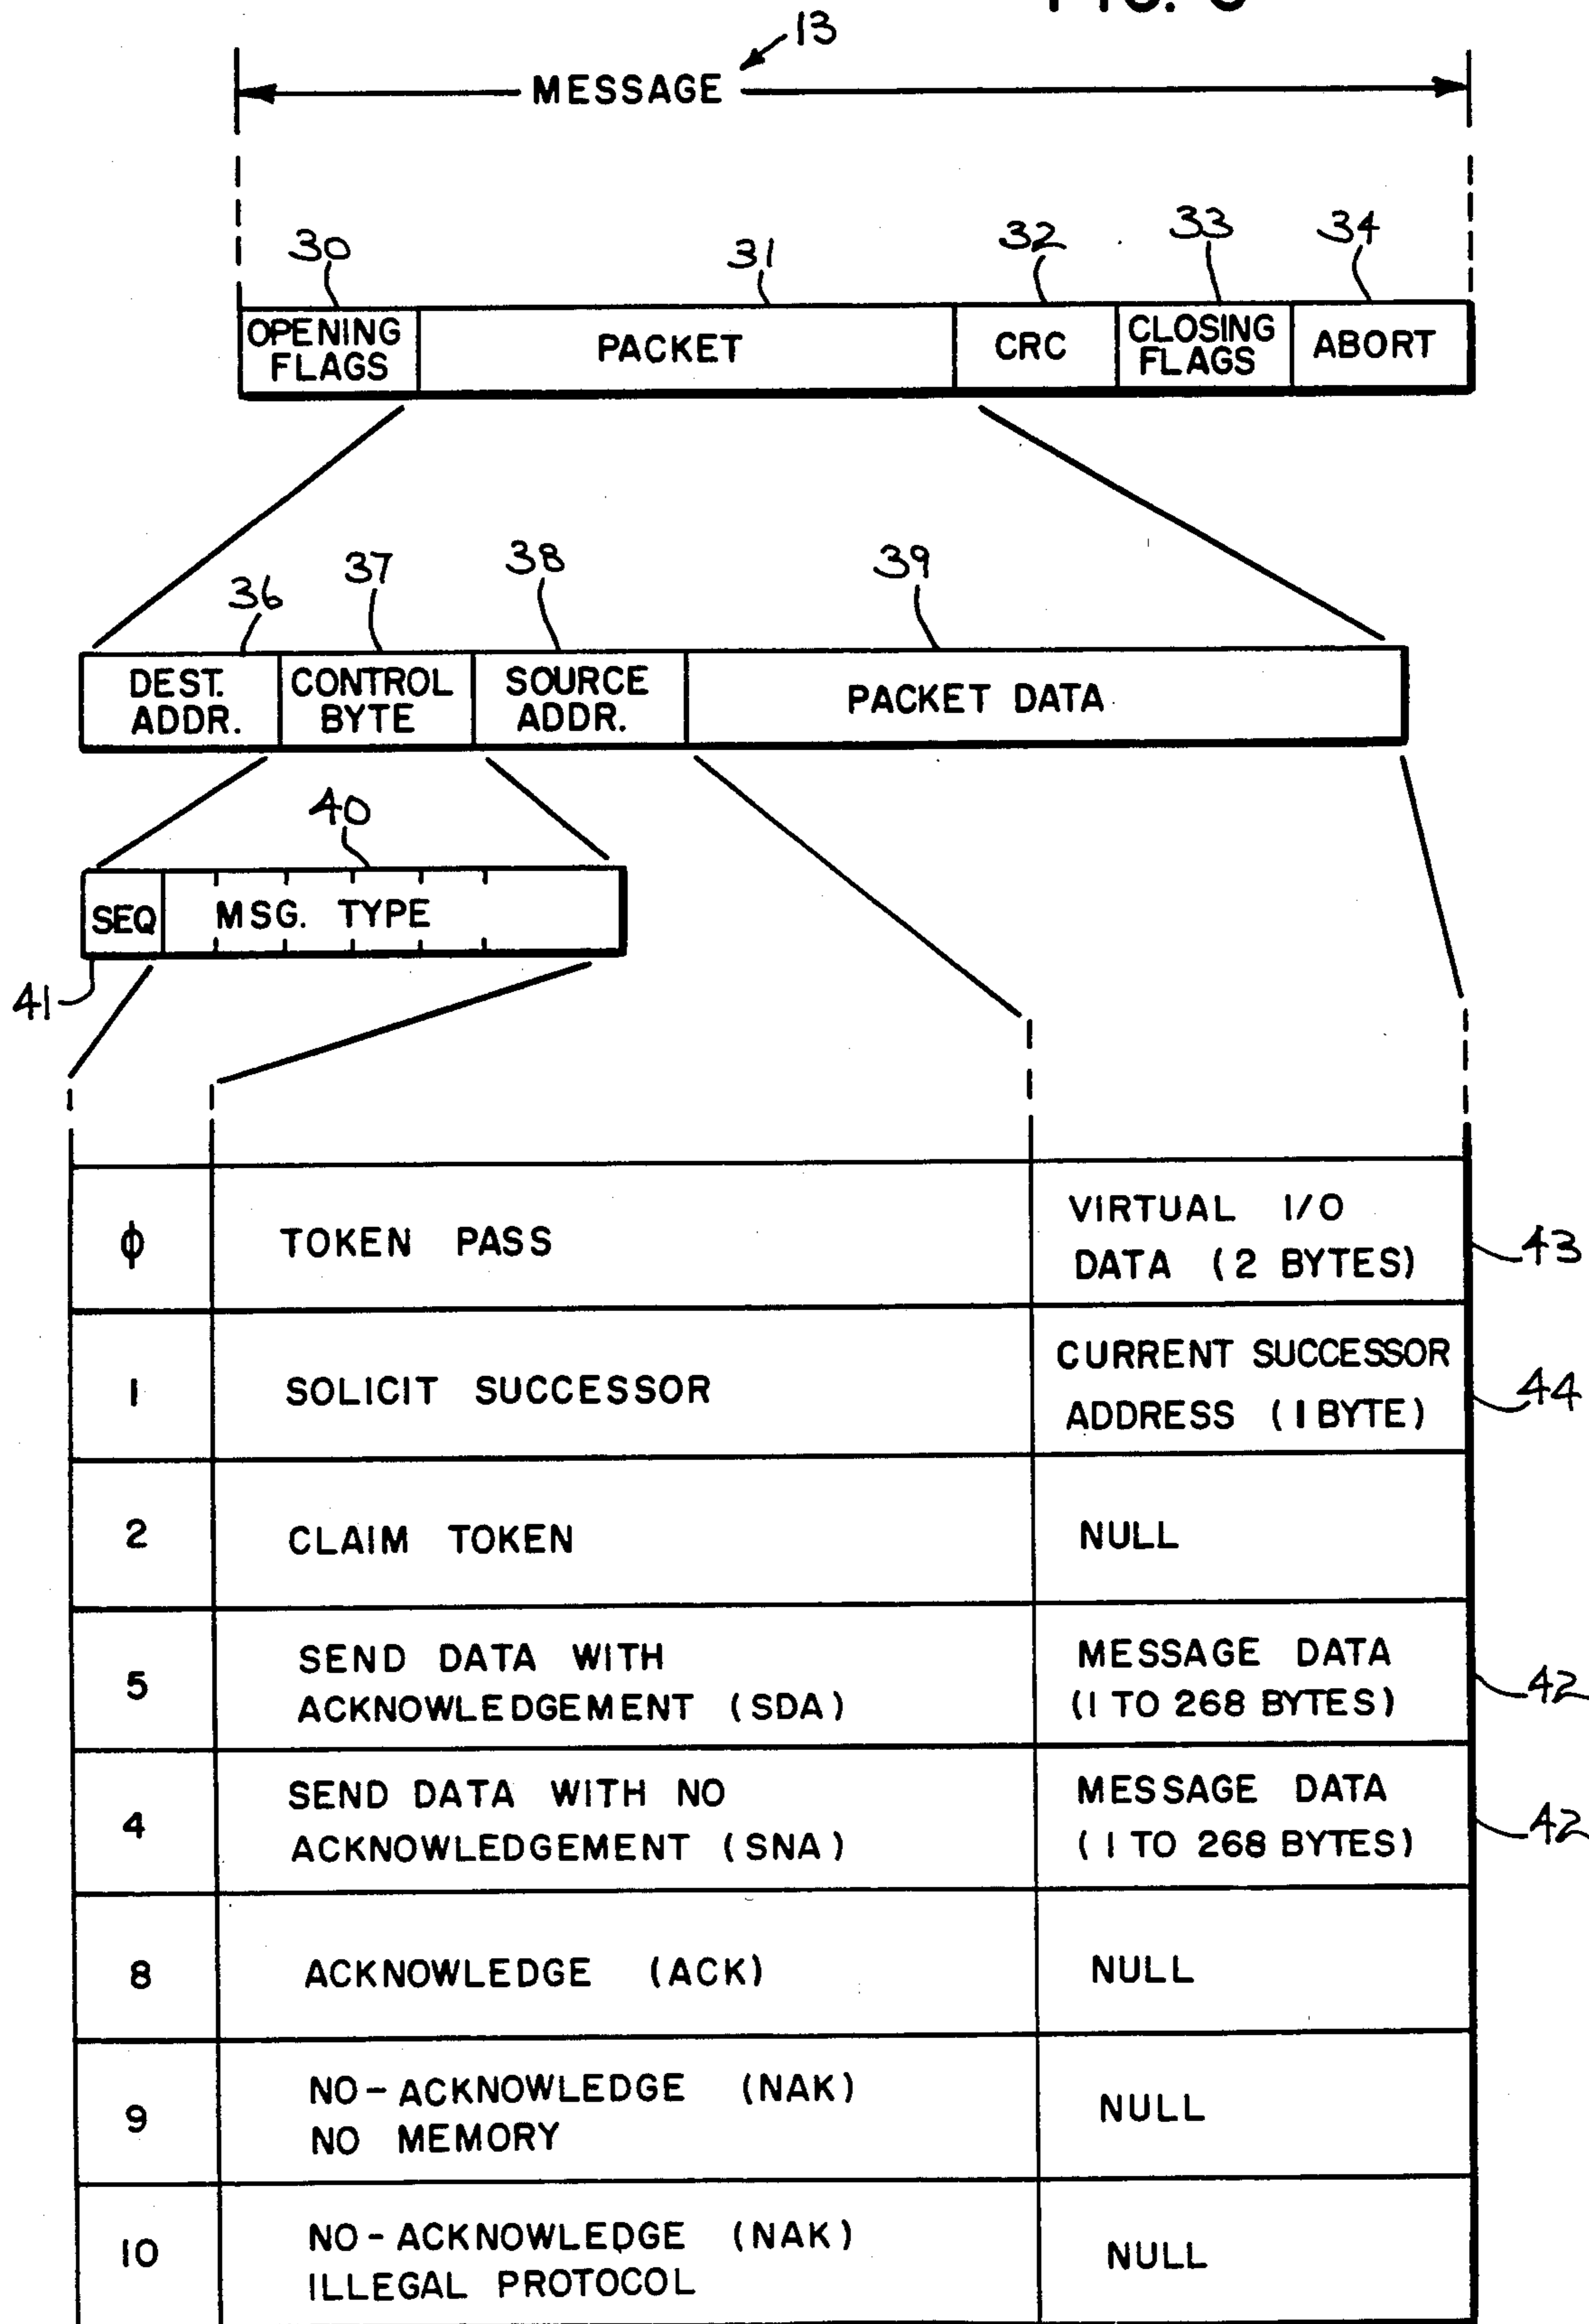 13
MESSAGE
30
31
32
33
34
OPENING
FLAGS
PACKET
CRC
CLOSING
FLAGS
ABORT
36
37
38
39
DEST.
ADDR.
CONTROL
BYTE
SOURCE
ADDR.
PACKET DATA
40
SEQ
MSG. TYPE
41
ϕ
TOKEN PASS
VIRTUAL I/O
DATA (2 BYTES)
43
1
SOLICIT SUCCESSOR
CURRENT SUCCESSOR
ADDRESS (1 BYTE)
44
2
CLAIM TOKEN
NULL
5
SEND DATA WITH
ACKNOWLEDGEMENT (SDA)
MESSAGE DATA
(1 TO 268 BYTES)
42
4
SEND DATA WITH NO
ACKNOWLEDGEMENT (SNA)
MESSAGE DATA
(1 TO 268 BYTES)
42
8
ACKNOWLEDGE (ACK)
NULL
9
NO-ACKNOWLEDGE (NAK)
NO MEMORY
NULL
10
NO-ACKNOWLEDGE (NAK)
ILLEGAL PROTOCOL
NULL